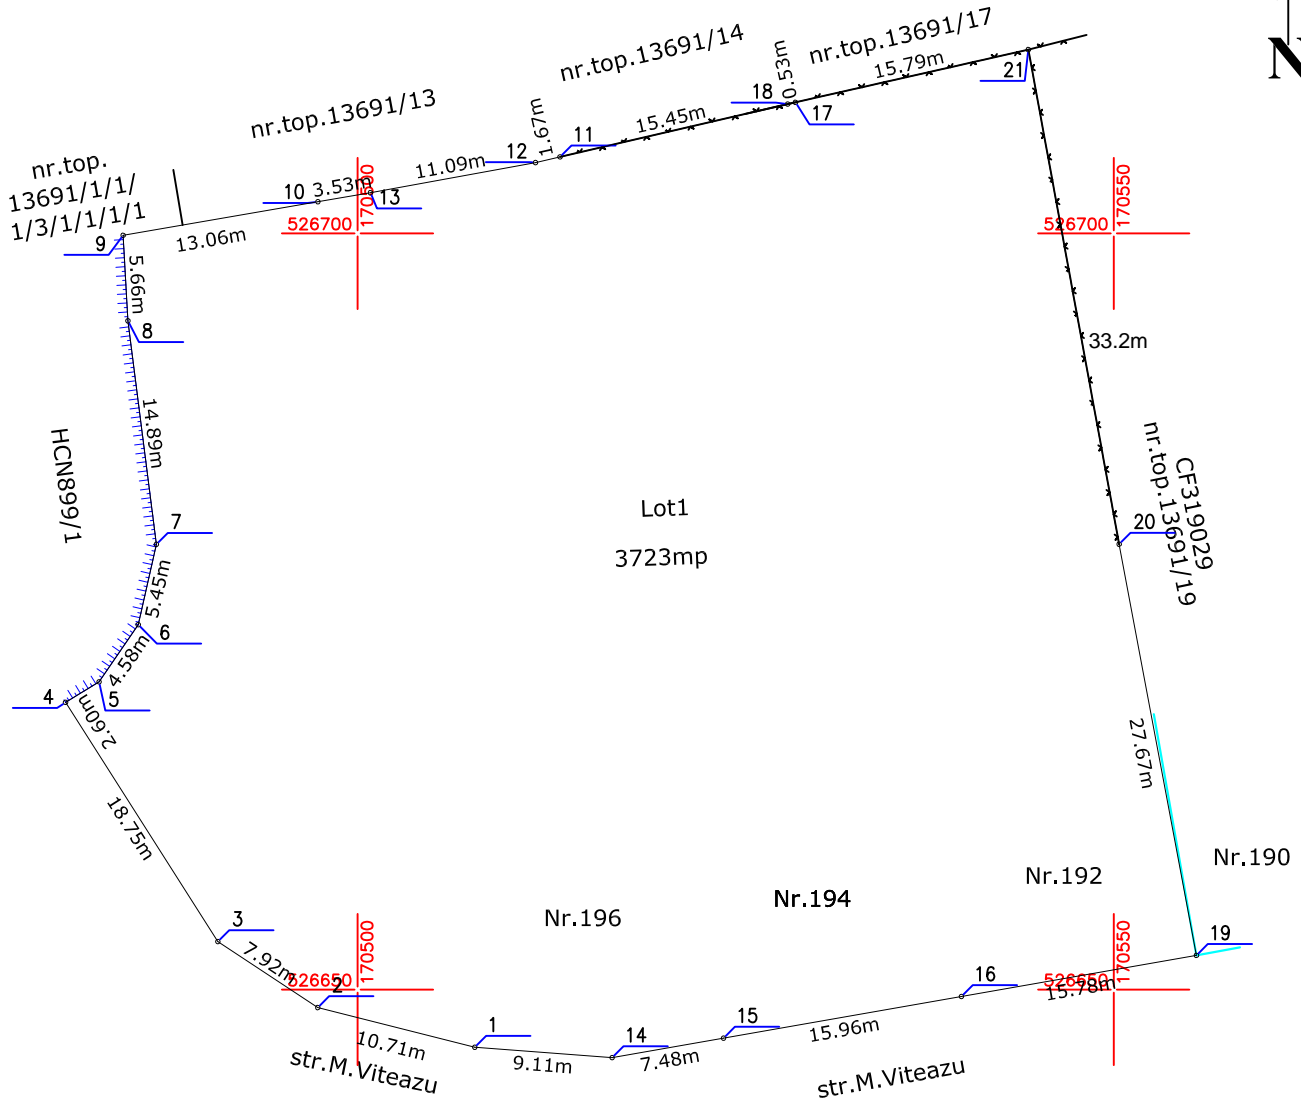 N
nr.top.13691/17
nr.top.13691/14
nr.top.13691/13
nr.top.
13691/1/1/
1/3/1/1/1/1
21
15.79m
18
0.53m
17
15.45m
11
1.67m
12
11.09m
13
3.53m
10
13.06m
9
526700
170500
526700
170550
5.66m
8
33.2m
14.89m
HCN899/1
CF319029
nr.top.13691/19
Lot1
3723mp
7
20
5.45m
6
4.58m
5
4
2.60m
27.67m
18.75m
Nr.190
Nr.192
Nr.194
Nr.196
3
19
7.92m
526650
170500
526650
170550
2
16
15.78m
1
14
15
15.96m
10.71m
9.11m
7.48m
str.M.Viteazu
str.M.Viteazu